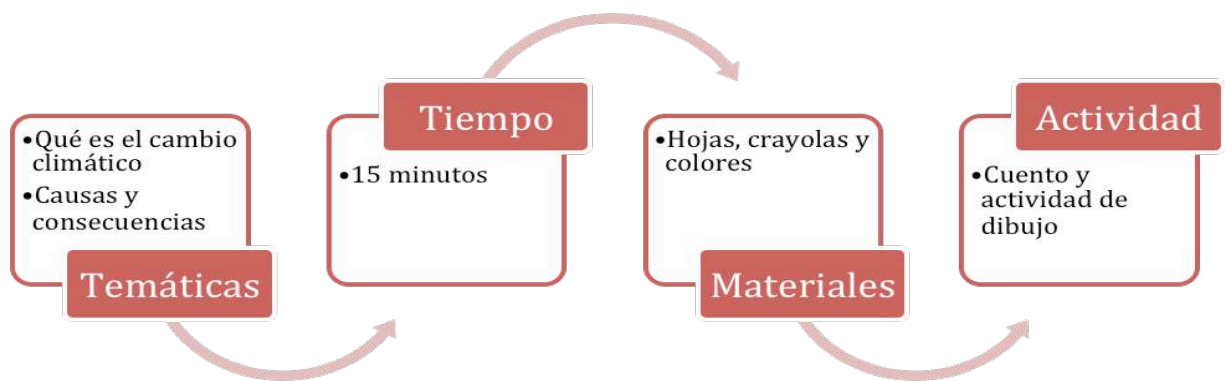 •Qué es el cambio
climático
•Causas y
consecuencias
Temáticas
Tiempo
•15 minutos
•Hojas, crayolas y
colores
Materiales
Actividad
•Cuento y
actividad de
dibujo